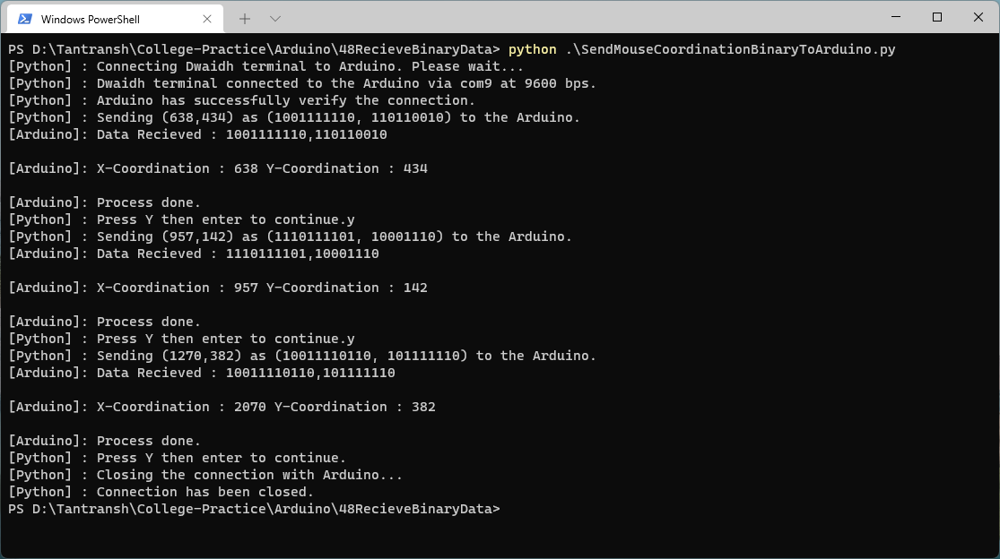 Windows PowerShell
PS D:\Tantransh\College-Practice\Arduino\48RecieveBinaryData> python .\SendMouseCoordinationBinaryToArduino.py
[Python] : Connecting Dwaidh terminal to Arduino. Please wait...
[Python] : Dwaidh terminal connected to the Arduino via com9 at 9600 bps.
[Python] : Arduino has successfully verify the connection.
[Python] : Sending (638,434) as (1001111110, 110110010) to the Arduino.
[Arduino]: Data Recieved : 1001111110,110110010
[Arduino]: X-Coordination : 638 Y-Coordination : 434
[Arduino]: Process done.
[Python] : Press Y then enter to continue.y
[Python] : Sending (957,142) as (1110111101, 10001110) to the Arduino.
[Arduino]: Data Recieved : 1110111101,10001110
[Arduino]: X-Coordination : 957 Y-Coordination : 142
[Arduino]: Process done.
[Python] : Press Y then enter to continue.y
[Python] : Sending (1270,382) as (10011110110, 101111110) to the Arduino.
[Arduino]: Data Recieved : 10011110110,101111110
[Arduino]: X-Coordination : 2070 Y-Coordination : 382
[Arduino]: Process done.
[Python] : Press Y then enter to continue.
[Python] : Closing the connection with Arduino...
[Python] : Connection has been closed.
PS D:\Tantransh\College-Practice\Arduino\48RecieveBinaryData>